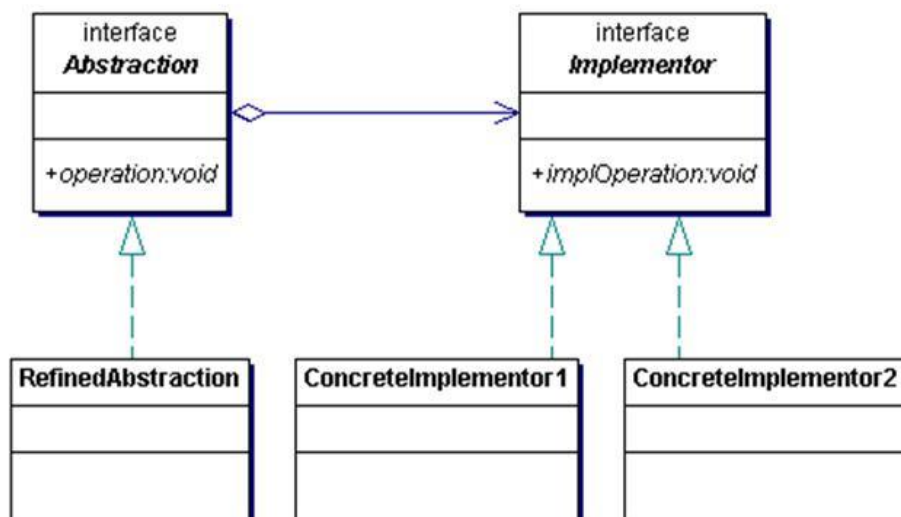 interface
Abstraction
+operation:void
interface
Implementor
+implOperation:void
RefinedAbstraction
ConcreteImplementor1
ConcreteImplementor2